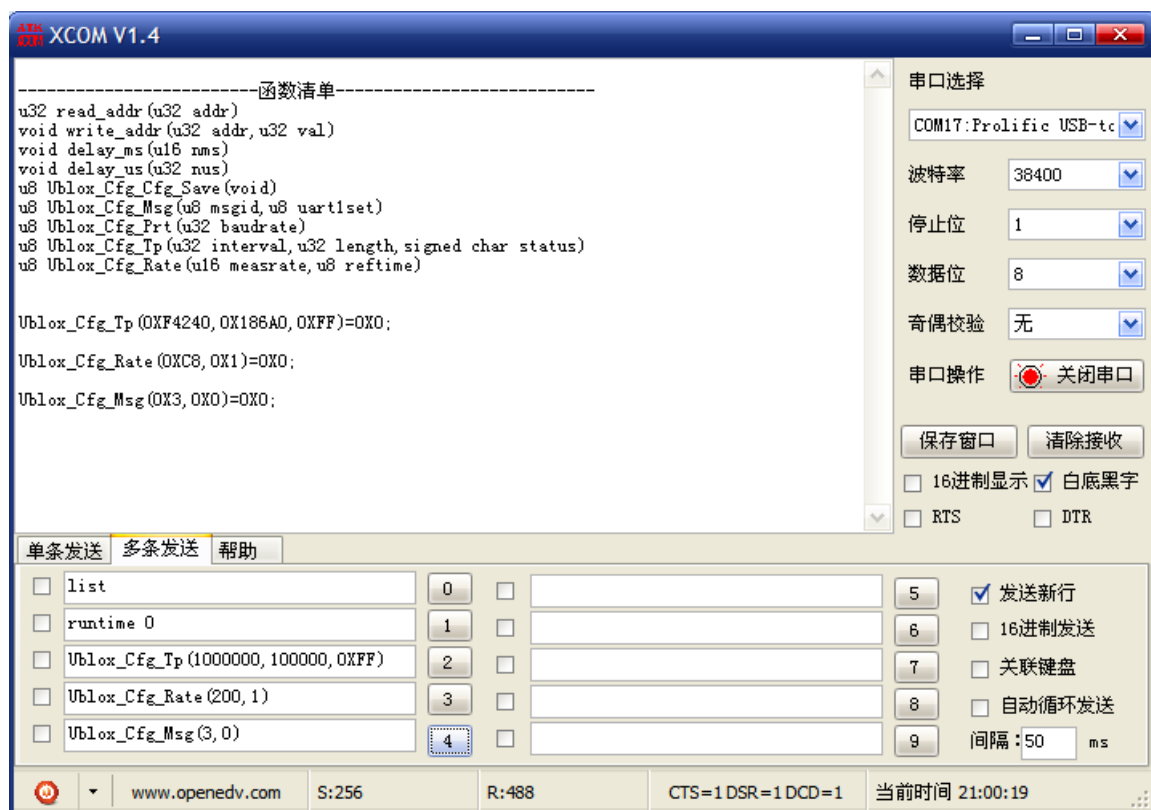 XCOM V1.4
-------------------------函数清单---------------------------
u32 read_addr(u32 addr)
void write_addr(u32 addr,u32 val)
void delay_ms(u16 nms)
void delay_us(u32 nus)
u8 Ublox_Cfg_Cfg_Save(void)
u8 Ublox_Cfg_Msg(u8 msgid,u8 uart1set)
u8 Ublox_Cfg_Prt(u32 baudrate)
u8 Ublox_Cfg_Tp(u32 interval,u32 length,signed char status)
u8 Ublox_Cfg_Rate(u16 measrate,u8 reftime)
Ublox_Cfg_Tp(0XF4240,0X186A0,0XFF)=0X0;
Ublox_Cfg_Rate(0XC8,0X1)=0X0;
Ublox_Cfg_Msg(0X3,0X0)=0X0;
串口选择
COM17:Prolific USB-to
波特率 38400
停止位 1
数据位 8
奇偶校验 无
串口操作 关闭串口
保存窗口 清除接收
16进制显示 白底黑字
RTS DTR
单条发送 多条发送 帮助
list 0 5 发送新行
runtime 0 1 6 16进制发送
Ublox_Cfg_Tp(1000000,100000,0XFF) 2 7 关联键盘
Ublox_Cfg_Rate(200,1) 3 8 自动循环发送
Ublox_Cfg_Msg(3,0) 4 9 间隔:50 ms
www.openedv.com S:256 R:488 CTS=1 DSR=1 DCD=1 当前时间 21:00:19